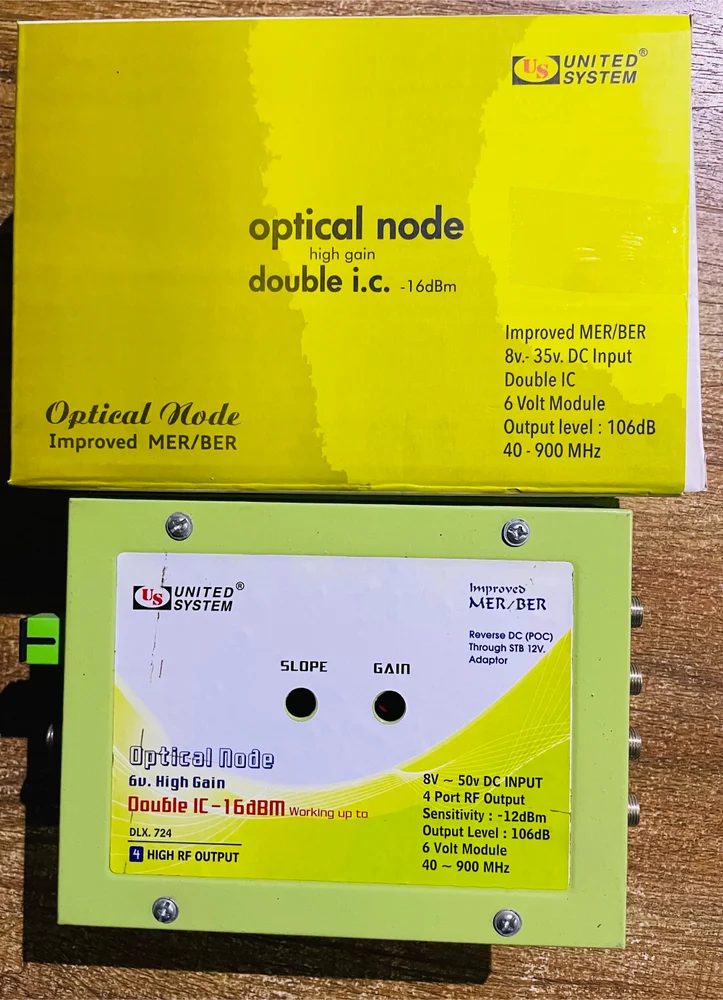 US UNITED®
SYSTEM
optical node
high gain
double i.c. -16dBm
Improved MER/BER
8v.- 35v. DC Input
Double IC
6 Volt Module
Output level : 106dB
40 - 900 MHz
Optical Node
Improved MER/BER
US UNITED®
SYSTEM
Improved
MER/BER
Reverse DC (POC)
Through STB 12V.
Adaptor
SLOPE GAIN
Optical Node
6v. High Gain
Double IC-16dBM Working up to
DLX. 724
4 HIGH RF OUTPUT
8V ~ 50v DC INPUT
4 Port RF Output
Sensitivity : -12dBm
Output Level : 106dB
6 Volt Module
40 ~ 900 MHz